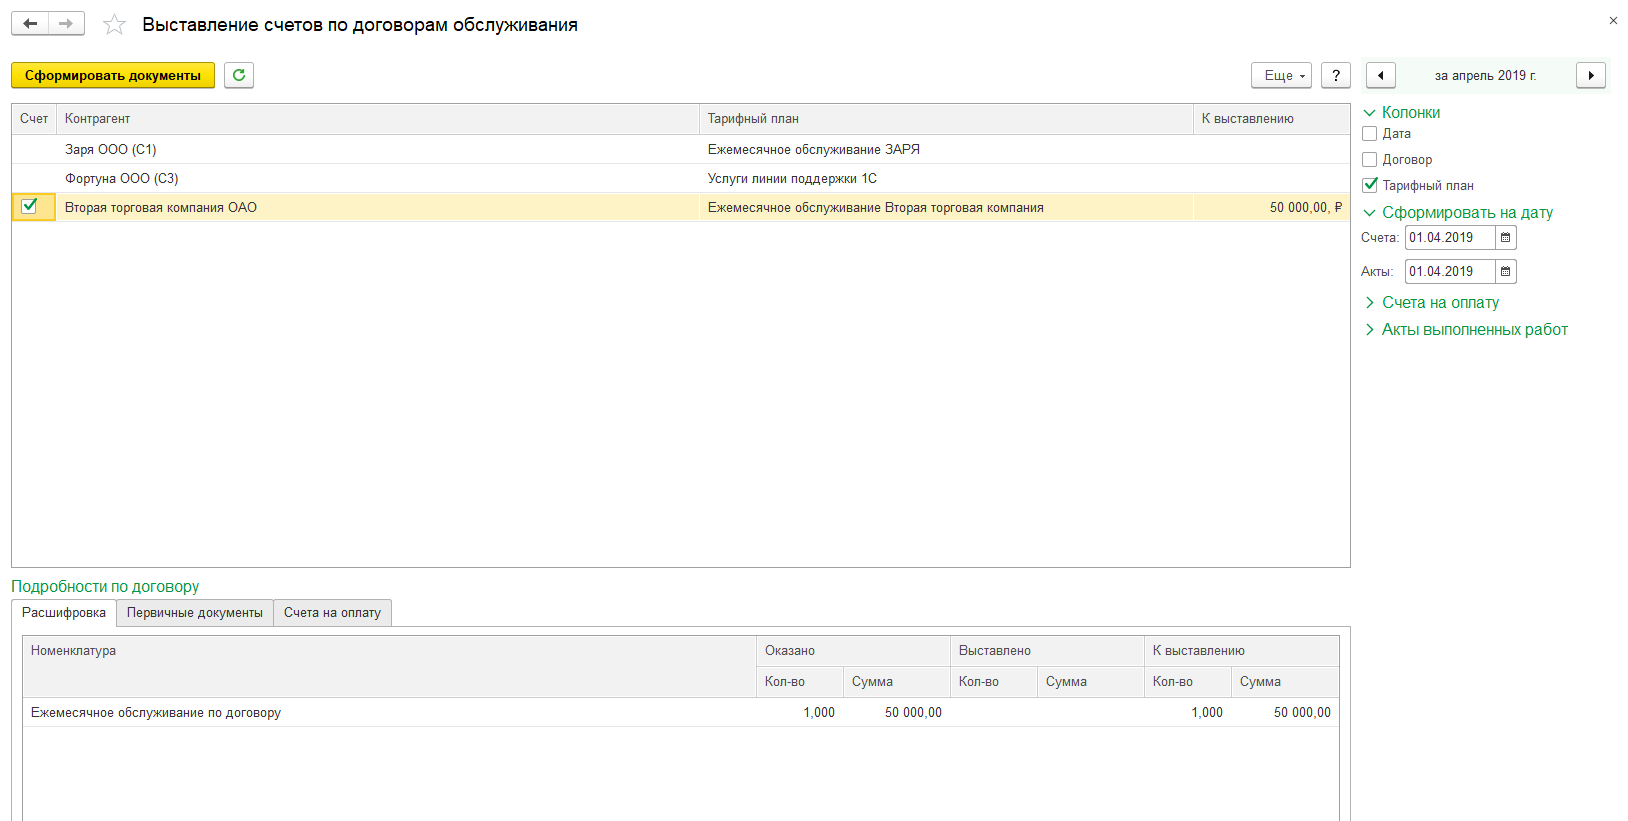 Выставление счетов по договорам обслуживания
Сформировать документы
Еще
?
за апрель 2019 г.
Счет Контрагент Тарифный план К выставлению
Заря ООО (С1) Ежемесячное обслуживание ЗАРЯ
Фортуна ООО (С3) Услуги линии поддержки 1С
Вторая торговая компания ОАО Ежемесячное обслуживание Вторая торговая компания 50 000,00, ₽
Колонки
Дата
Договор
Тарифный план
Сформировать на дату
Счета: 01.04.2019
Акты: 01.04.2019
Счета на оплату
Акты выполненных работ
Подробности по договору
Расшифровка Первичные документы Счета на оплату
Номенклатура Оказано Выставлено К выставлению
Кол-во Сумма Кол-во Сумма Кол-во Сумма
Ежемесячное обслуживание по договору 1,000 50 000,00 1,000 50 000,00